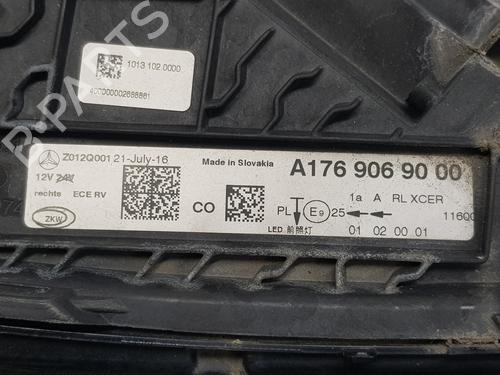 1013 102.0000
400000002688861
Z012Q001 21-July-16
Made in Slovakia
A176 906 90 00
12V 24V
rechts ECE RV
ZKW
CO
PL E9 25 1a A RL XCER
11600
LED 前照灯 01 02 00 01
B-PARTS